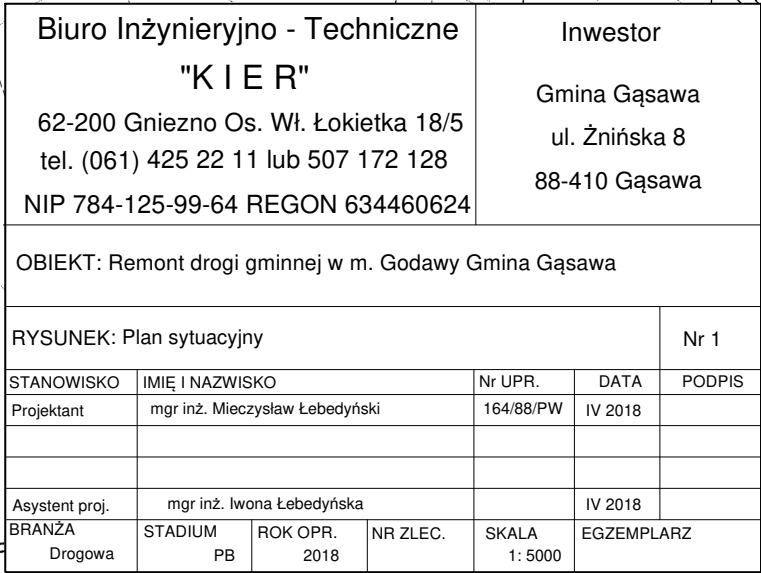 Biuro Inżynieryjno - Techniczne
"K I E R"
62-200 Gniezno Os. Wł. Łokietka 18/5
tel. (061) 425 22 11 lub 507 172 128
NIP 784-125-99-64 REGON 634460624
Inwestor
Gmina Gąsawa
ul. Żnińska 8
88-410 Gąsawa
OBIEKT: Remont drogi gminnej w m. Godawy Gmina Gąsawa
RYSUNEK: Plan sytuacyjny Nr 1
STANOWISKO IMIĘ I NAZWISKO Nr UPR. DATA PODPIS
Projektant mgr inż. Mieczysław Łebedyński 164/88/PW IV 2018
Asystent proj. mgr inż. Iwona Łebedyńska IV 2018
BRANŻA STADIUM ROK OPR. NR ZLEC. SKALA EGZEMPLARZ
Drogowa PB 2018 1: 5000